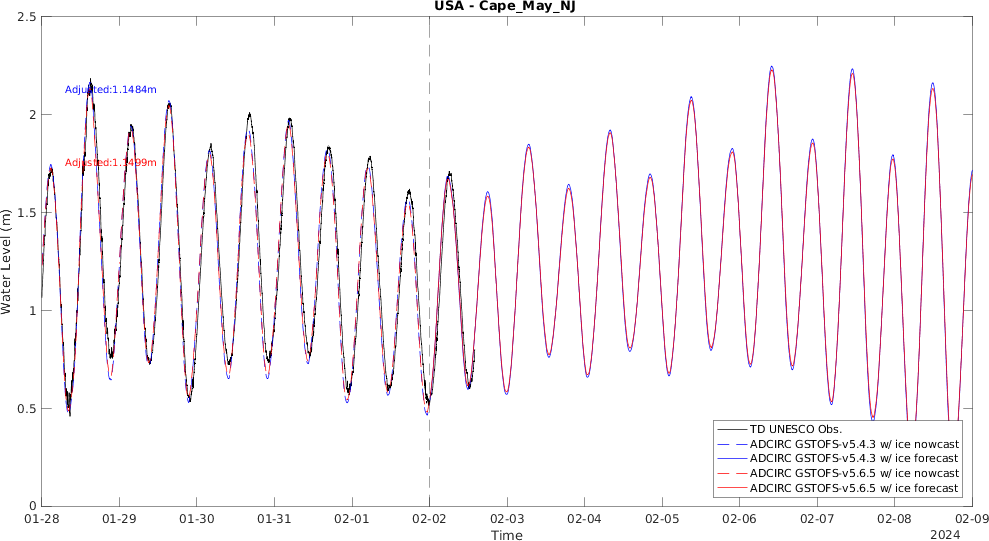 USA - Cape_May_NJ
2.5
2
1.5
1
0.5
0
Water Level (m)
Adjusted:1.1484m
Adjusted:1.1499m
TD UNESCO Obs.
ADCIRC GSTOFS-v5.4.3 w/ ice nowcast
ADCIRC GSTOFS-v5.4.3 w/ ice forecast
ADCIRC GSTOFS-v5.6.5 w/ ice nowcast
ADCIRC GSTOFS-v5.6.5 w/ ice forecast
01-28 01-29 01-30 01-31 02-01 02-02 02-03 02-04 02-05 02-06 02-07 02-08 02-09
Time
2024